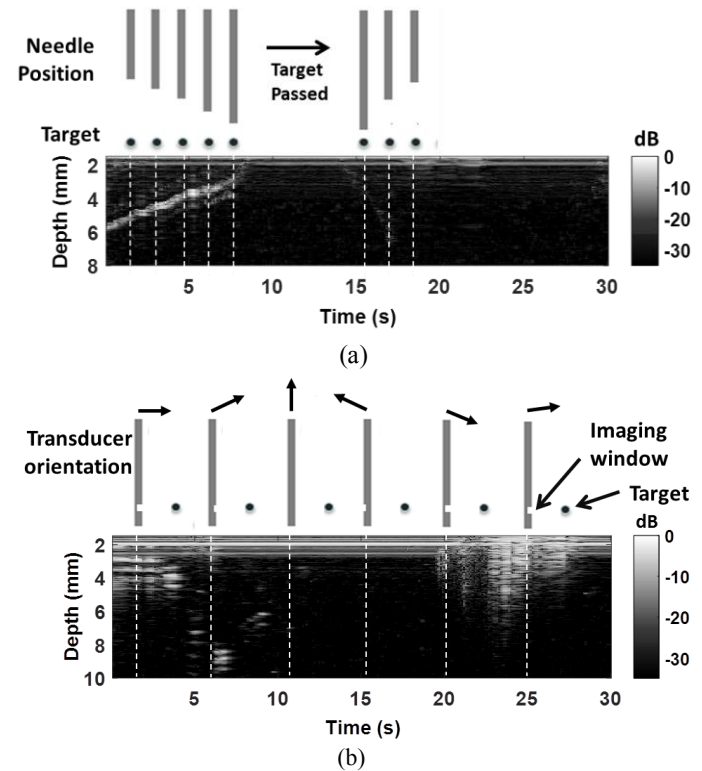 Needle
Position
Target
Passed
Target
dB
Depth (mm)
2
4
6
8
0
-10
-20
-30
5
10
15
20
25
30
Time (s)
(a)
Transducer
orientation
Imaging
window
Target
dB
Depth (mm)
2
4
6
8
10
0
-10
-20
-30
5
10
15
20
25
30
Time (s)
(b)